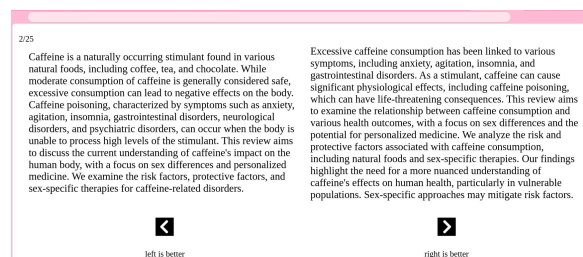 2/25
Caffeine is a naturally occurring stimulant found in various
natural foods, including coffee, tea, and chocolate. While
moderate consumption of caffeine is generally considered safe,
excessive consumption can lead to negative effects on the body.
Caffeine poisoning, characterized by symptoms such as anxiety,
agitation, insomnia, gastrointestinal disorders, neurological
disorders, and psychiatric disorders, can occur when the body is
unable to process high levels of the stimulant. This review aims
to discuss the current understanding of caffeine's impact on the
human body, with a focus on sex differences and personalized
medicine. We examine the risk factors, protective factors, and
sex-specific therapies for caffeine-related disorders.
left is better
Excessive caffeine consumption has been linked to various
symptoms, including anxiety, agitation, insomnia, and
gastrointestinal disorders. As a stimulant, caffeine can cause
significant physiological effects, including caffeine poisoning,
which can have life-threatening consequences. This review aims
to examine the relationship between caffeine consumption and
various health outcomes, with a focus on sex differences and the
potential for personalized medicine. We analyze the risk and
protective factors associated with caffeine consumption,
including natural foods and sex-specific therapies. Our findings
highlight the need for a more nuanced understanding of
caffeine's effects on human health, particularly in vulnerable
populations. Sex-specific approaches may mitigate risk factors.
right is better